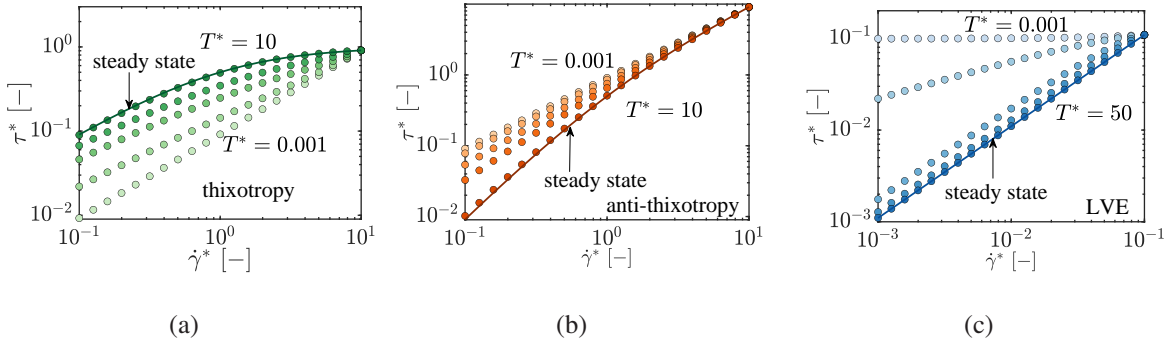 10^0
10^{-1}
10^{-2}
τ* [−]
T* = 10
steady state
T* = 0.001
thixotropy
10^{-1} 10^0 10^1
γ̇* [−]
(a)
10^0
10^{-1}
10^{-2}
τ* [−]
T* = 0.001
T* = 10
steady state
anti-thixotropy
10^{-1} 10^0 10^1
γ̇* [−]
(b)
10^{-1}
10^{-2}
10^{-3}
τ* [−]
T* = 0.001
T* = 50
steady state
LVE
10^{-3} 10^{-2} 10^{-1}
γ̇* [−]
(c)